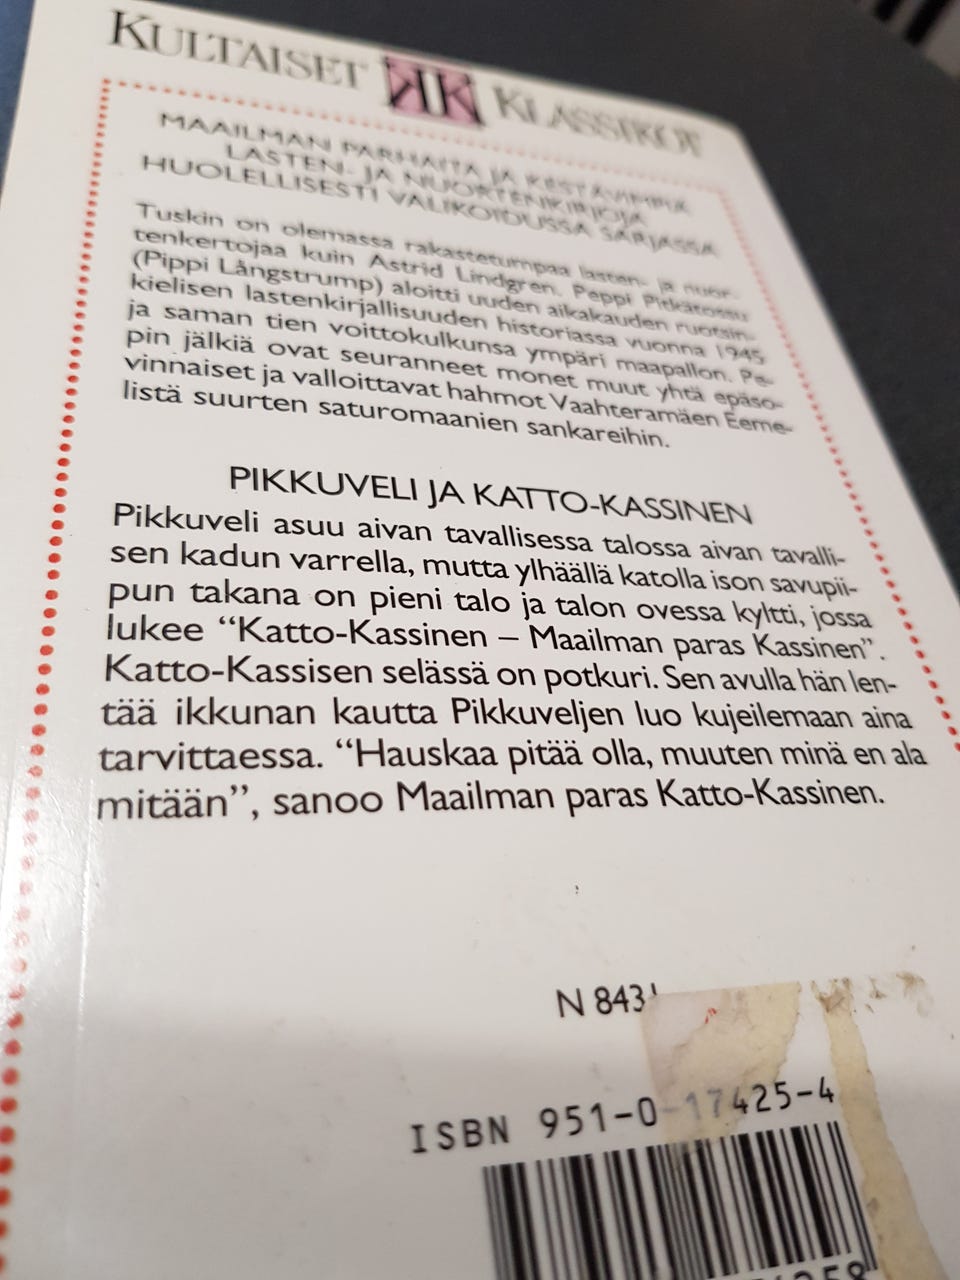 KULTAISET KK KLASSIKOT
MAAILMAN PARHAITA JA KESTÄVIMPIÄ
LASTEN- JA NUORTENKIRJOJA
HUOLELLISESTI VALIKOIDUSSA SARJASSA
Tuskin on olemassa rakastetumpaa lasten- ja nuor-
tenkertojaa kuin Astrid Lindgren. Peppi Pitkätossu
(Pippi Långstrump) aloitti uuden aikakauden ruotsin-
kielisen lastenkirjallisuuden historiassa vuonna 1945
ja saman tien voittokulkunsa ympäri maapallon. Pe-
pin jälkiä ovat seuranneet monet muut yhtä epäso-
vinnaiset ja valloittavat hahmot Vaahteramäen Eeme-
listä suurten saturomaanien sankareihin.
PIKKUVELI JA KATTO-KASSINEN
Pikkuveli asuu aivan tavallisessa talossa aivan tavalli-
sen kadun varrella, mutta ylhäällä katolla ison savupii-
pun takana on pieni talo ja talon ovessa kyltti, jossa
lukee “Katto-Kassinen – Maailman paras Kassinen”.
Katto-Kassisen selässä on potkuri. Sen avulla hän len-
tää ikkunan kautta Pikkuveljen luo kujeilemaan aina
tarvittaessa. “Hauskaa pitää olla, muuten minä en ala
mitään”, sanoo Maailman paras Katto-Kassinen.
N 843
ISBN 951-0-17425-4